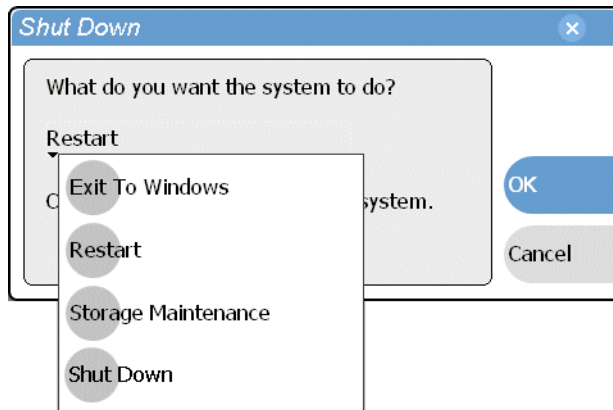 Shut Down
What do you want the system to do?
Restart
C system.
Exit To Windows
Restart
Storage Maintenance
Shut Down
OK
Cancel